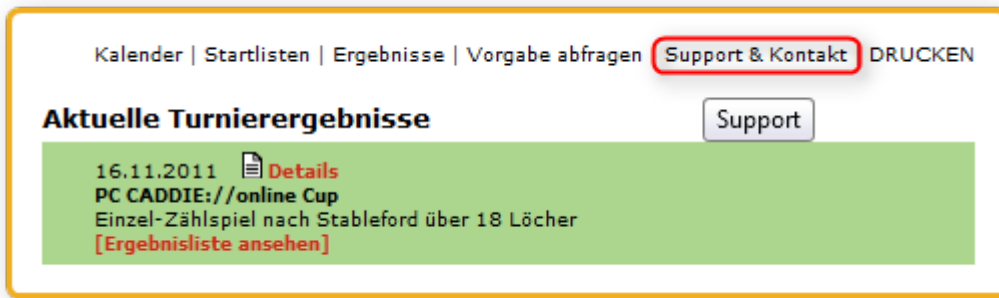 Kalender | Startlisten | Ergebnisse | Vorgabe abfragen Support & Kontakt DRUCKEN
Aktuelle Turnierergebnisse
Support
16.11.2011 Details
PC CADDIE://online Cup
Einzel-Zählspiel nach Stableford über 18 Löcher
[Ergebnisliste ansehen]